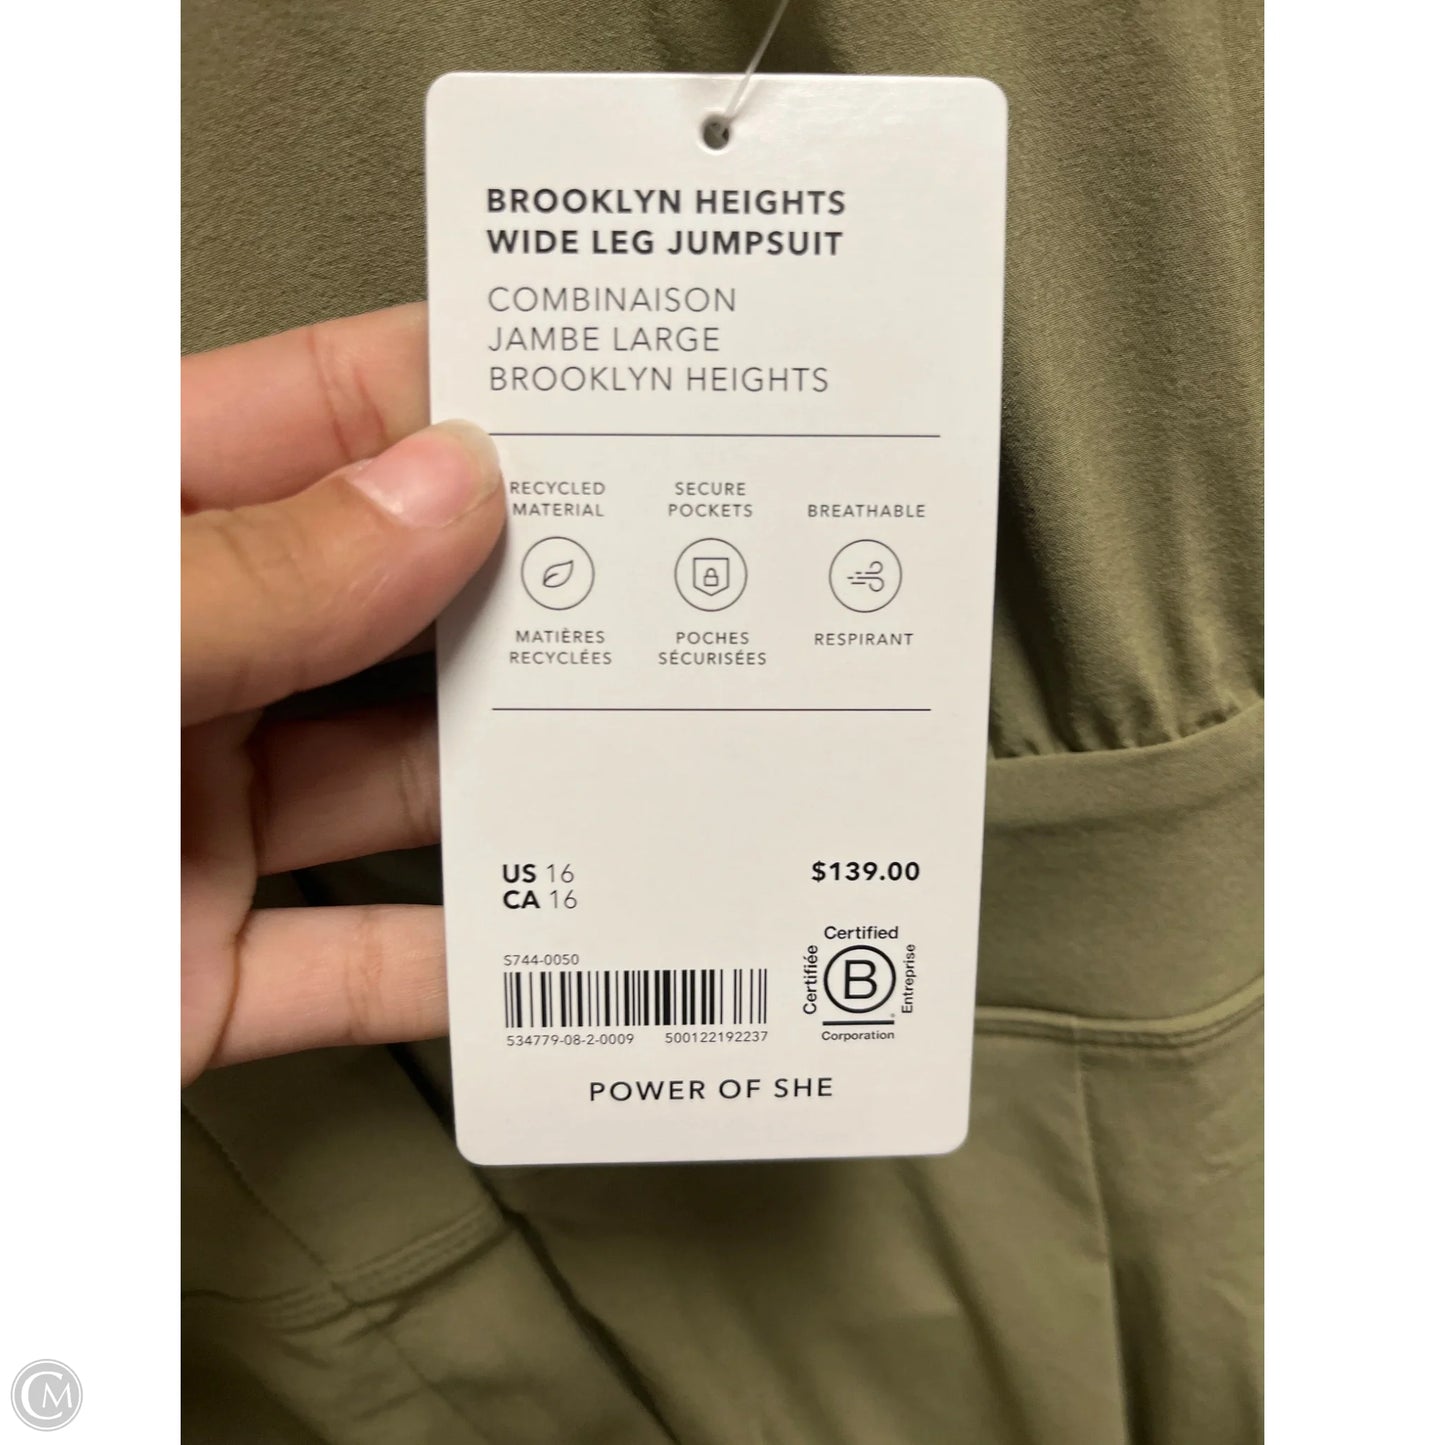 BROOKLYN HEIGHTS
WIDE LEG JUMPSUIT
COMBINAISON
JAMBE LARGE
BROOKLYN HEIGHTS
RECYCLED
MATERIAL
MATIÈRES
RECYCLÉES
SECURE
POCKETS
POCHES
SÉCURISÉES
BREATHABLE
RESPIRANT
US 16
CA 16
$139.00
S744-0050
534779-08-2-0009 500122192237
Certified
Certifiée
B
Entreprise
Corporation
POWER OF SHE
CM